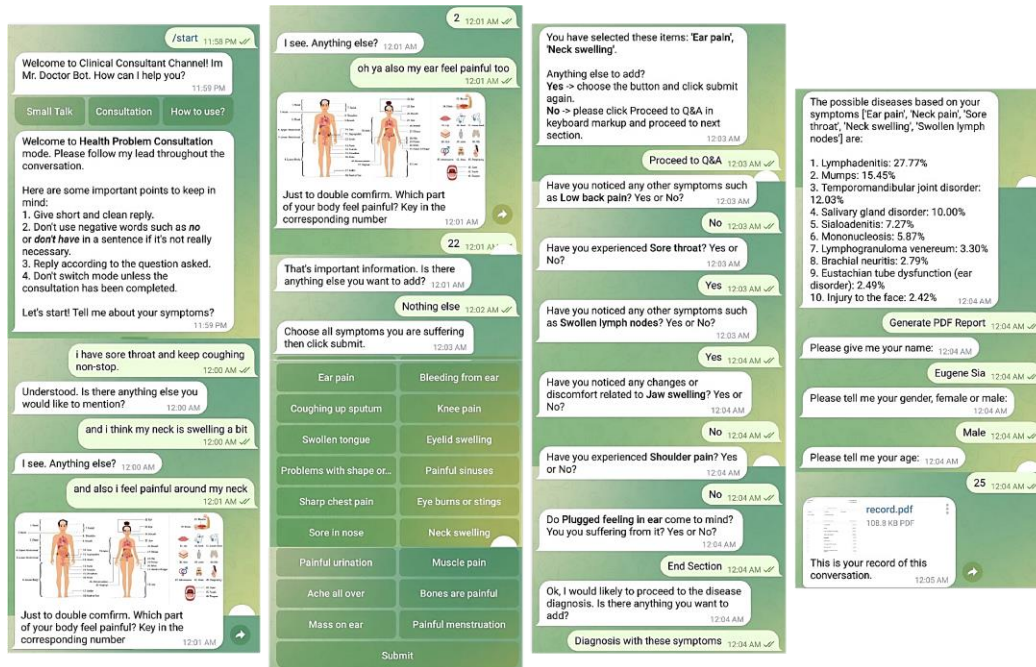 /start 11:58 PM
Welcome to Clinical Consultant Channel! Im
Mr. Doctor Bot. How can I help you?
11:59 PM
Small Talk
Consultation
How to use?
Welcome to Health Problem Consultation
mode. Please follow my lead throughout the
conversation.
Here are some important points to keep in
mind:
1. Give short and clean reply.
2. Don't use negative words such as no
or don't have in a sentence if it's not really
necessary.
3. Reply according to the question asked.
4. Don't switch mode unless the
consultation has been completed.
Let's start! Tell me about your symptoms?
11:59 PM
i have sore throat and keep coughing
non-stop. 12:00 AM
Understood. Is there anything else you
would like to mention? 12:00 AM
and i think my neck is swelling a bit
12:00 AM
I see. Anything else? 12:00 AM
and also i feel painful around my neck
12:01 AM
Just to double comfirm. Which part
of your body feel painful? Key in the
corresponding number 12:01 AM
2 12:01 AM
I see. Anything else? 12:01 AM
oh ya also my ear feel painful too
12:01 AM
Just to double comfirm. Which part
of your body feel painful? Key in the
corresponding number 12:01 AM
22 12:01 AM
That's important information. Is there
anything else you want to add? 12:01 AM
Nothing else 12:02 AM
Choose all symptoms you are suffering
then click submit. 12:03 AM
Ear pain
Bleeding from ear
Coughing up sputum
Knee pain
Swollen tongue
Eyelid swelling
Problems with shape or...
Painful sinuses
Sharp chest pain
Eye burns or stings
Sore in nose
Neck swelling
Painful urination
Muscle pain
Ache all over
Bones are painful
Mass on ear
Painful menstruation
Submit
You have selected these items: 'Ear pain',
'Neck swelling'.
Anything else to add?
Yes -> choose the button and click submit
again.
No -> please click Proceed to Q&A in
keyboard markup and proceed to next
section. 12:03 AM
Proceed to Q&A 12:03 AM
Have you noticed any other symptoms such
as Low back pain? Yes or No? 12:03 AM
No 12:03 AM
Have you experienced Sore throat? Yes or
No? 12:03 AM
Yes 12:03 AM
Have you noticed any other symptoms such
as Swollen lymph nodes? Yes or No?
12:03 AM
Yes 12:04 AM
Have you noticed any changes or
discomfort related to Jaw swelling? Yes or
No? 12:04 AM
No 12:04 AM
Have you experienced Shoulder pain? Yes
or No? 12:04 AM
No 12:04 AM
Do Plugged feeling in ear come to mind?
You you suffering from it? Yes or No?
12:04 AM
End Section 12:04 AM
Ok, I would likely to proceed to the disease
diagnosis. Is there anything you want to
add? 12:04 AM
Diagnosis with these symptoms 12:04 AM
The possible diseases based on your
symptoms ['Ear pain', 'Neck pain', 'Sore
throat', 'Neck swelling', 'Swollen lymph
nodes'] are:
1. Lymphadenitis: 27.77%
2. Mumps: 15.45%
3. Temporomandibular joint disorder:
12.03%
4. Salivary gland disorder: 10.00%
5. Sialoadenitis: 7.27%
6. Mononucleosis: 5.87%
7. Lymphogranuloma venereum: 3.30%
8. Brachial neuritis: 2.79%
9. Eustachian tube dysfunction (ear
disorder): 2.49%
10. Injury to the face: 2.42% 12:04 AM
Generate PDF Report 12:04 AM
Please give me your name: 12:04 AM
Eugene Sia 12:04 AM
Please tell me your gender, female or male:
12:04 AM
Male 12:04 AM
Please tell me your age: 12:04 AM
25 12:04 AM
record.pdf
108.8 KB PDF
This is your record of this
conversation. 12:05 AM